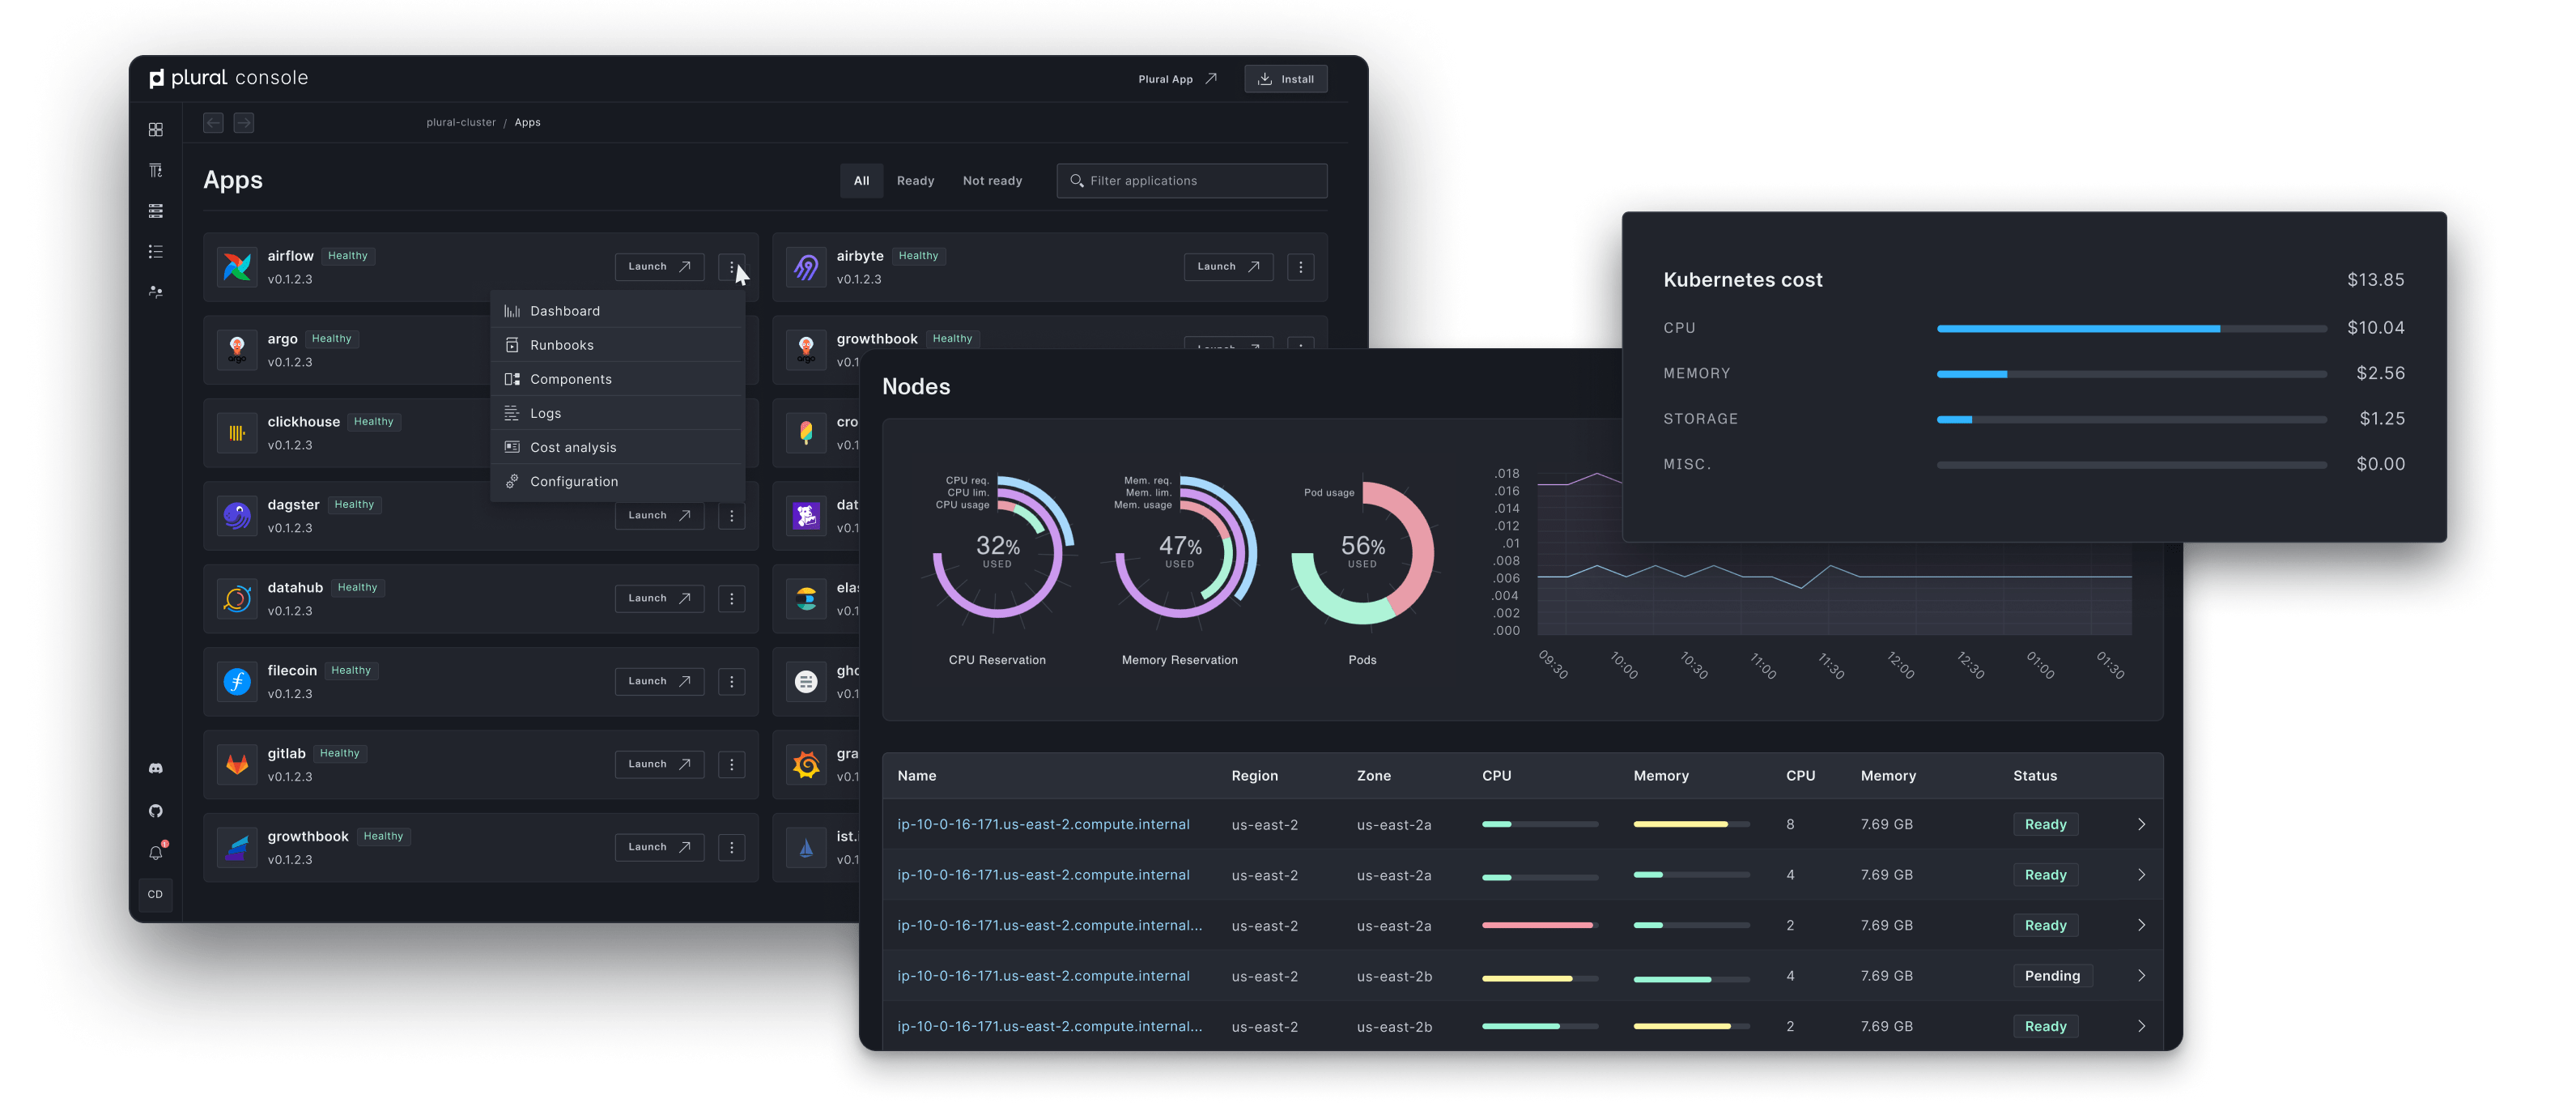 plural console
Plural App
Install
plural-cluster / Apps
Apps
All
Ready
Not ready
Filter applications
airflow Healthy
v0.1.2.3
Launch
airbyte Healthy
v0.1.2.3
Launch
Dashboard
Runbooks
Components
Logs
Cost analysis
Configuration
argo Healthy
v0.1.2.3
argo
growthbook Healthy
v0.1
argo
clickhouse Healthy
v0.1.2.3
cro
v0.1
dagster Healthy
v0.1.2.3
Launch
dat
v0.1
datahub Healthy
v0.1.2.3
Launch
elas
v0.1
filecoin Healthy
v0.1.2.3
Launch
gho
v0.1
gitlab Healthy
v0.1.2.3
Launch
gra
v0.1
growthbook Healthy
v0.1.2.3
Launch
ist.i
v0.1
CD
Nodes
CPU req.
CPU lim.
CPU usage
32%
USED
CPU Reservation
Mem. req.
Mem. lim.
Mem. usage
47%
USED
Memory Reservation
Pod usage
56%
USED
Pods
.018
.016
.014
.012
.01
.008
.006
.004
.002
.000
09:30 10:00 10:30 11:00 11:30 12:00 12:30 01:00 01:30
Name Region Zone CPU Memory CPU Memory Status
ip-10-0-16-171.us-east-2.compute.internal us-east-2 us-east-2a 8 7.69 GB Ready
ip-10-0-16-171.us-east-2.compute.internal us-east-2 us-east-2a 4 7.69 GB Ready
ip-10-0-16-171.us-east-2.compute.internal... us-east-2 us-east-2a 2 7.69 GB Ready
ip-10-0-16-171.us-east-2.compute.internal us-east-2 us-east-2b 4 7.69 GB Pending
ip-10-0-16-171.us-east-2.compute.internal... us-east-2 us-east-2b 2 7.69 GB Ready
Kubernetes cost $13.85
CPU $10.04
MEMORY $2.56
STORAGE $1.25
MISC. $0.00